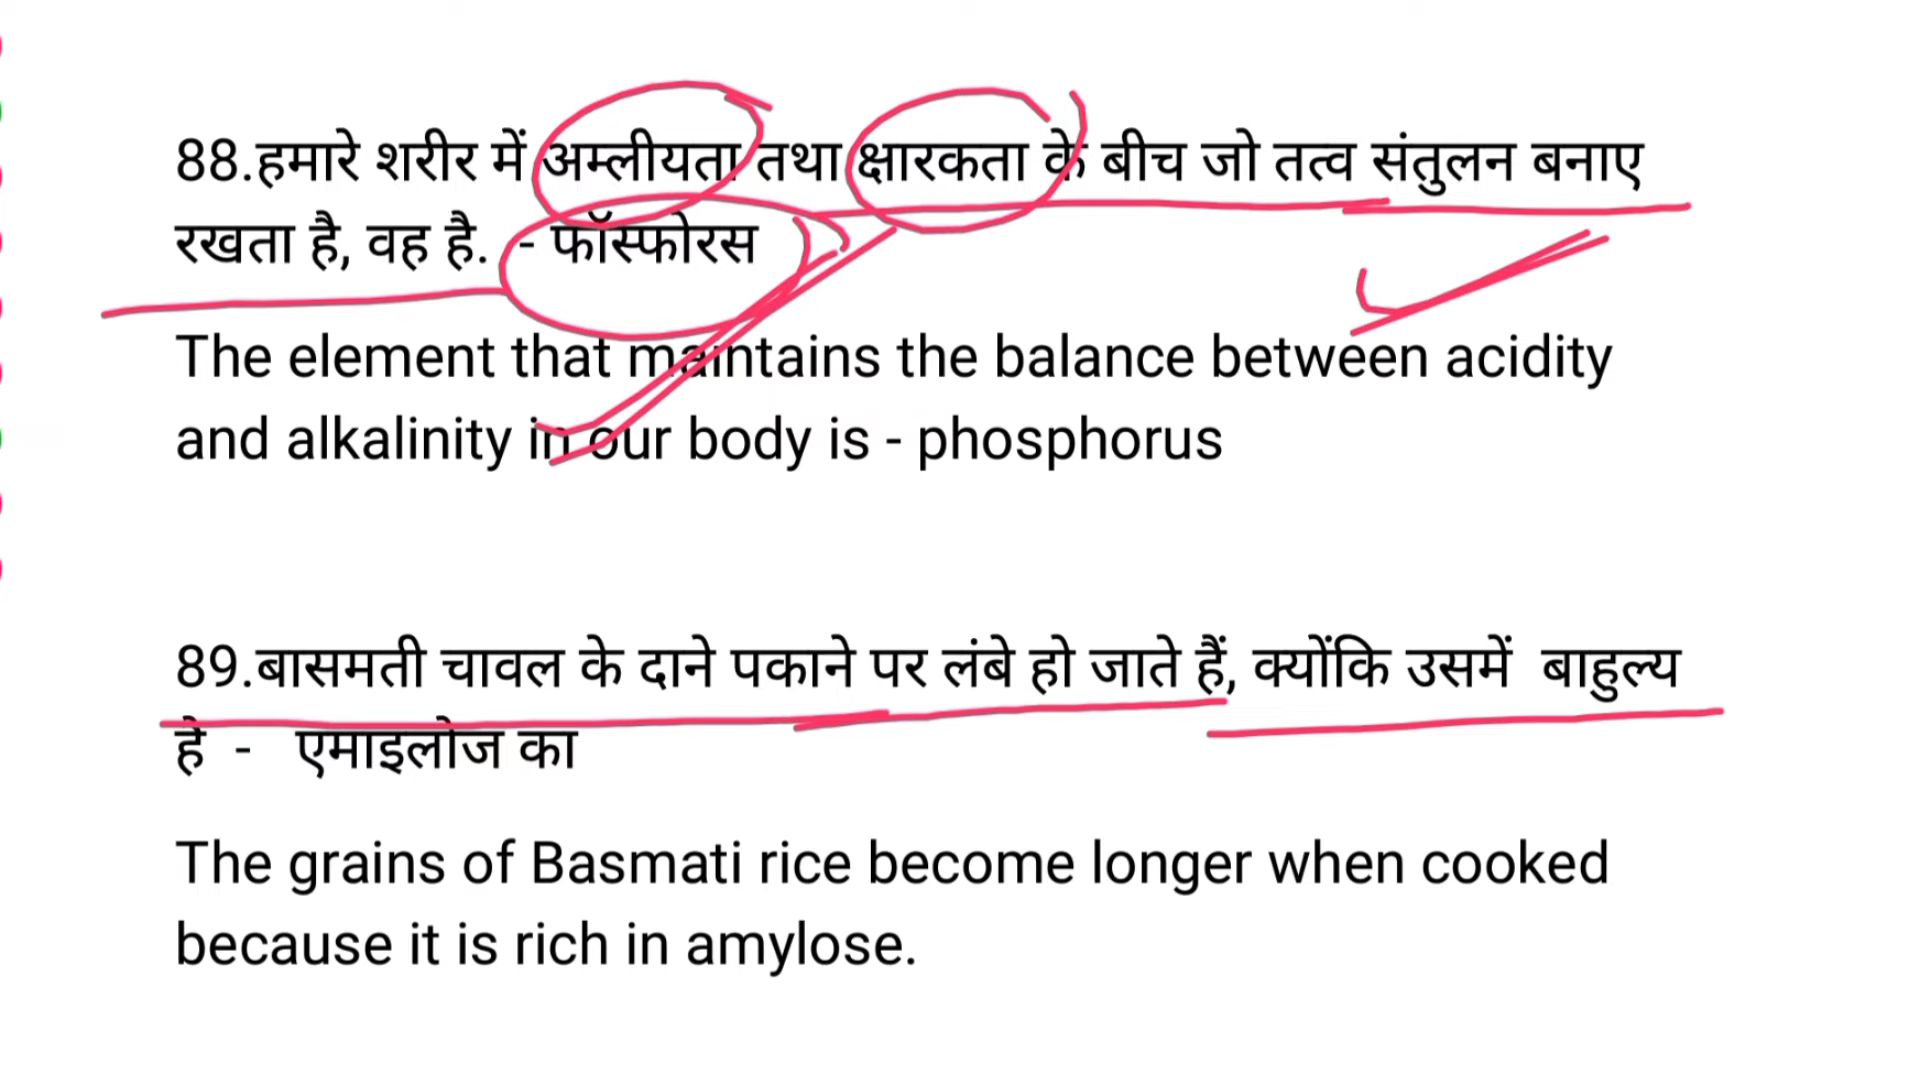 88.हमारे शरीर में अम्लीयता तथा क्षारकता के बीच जो तत्व संतुलन बनाए
रखता है, वह है. - फॉस्फोरस
The element that maintains the balance between acidity
and alkalinity in our body is - phosphorus
89.बासमती चावल के दाने पकाने पर लंबे हो जाते हैं, क्योंकि उसमें बाहुल्य
है - एमाइलोज का
The grains of Basmati rice become longer when cooked
because it is rich in amylose.